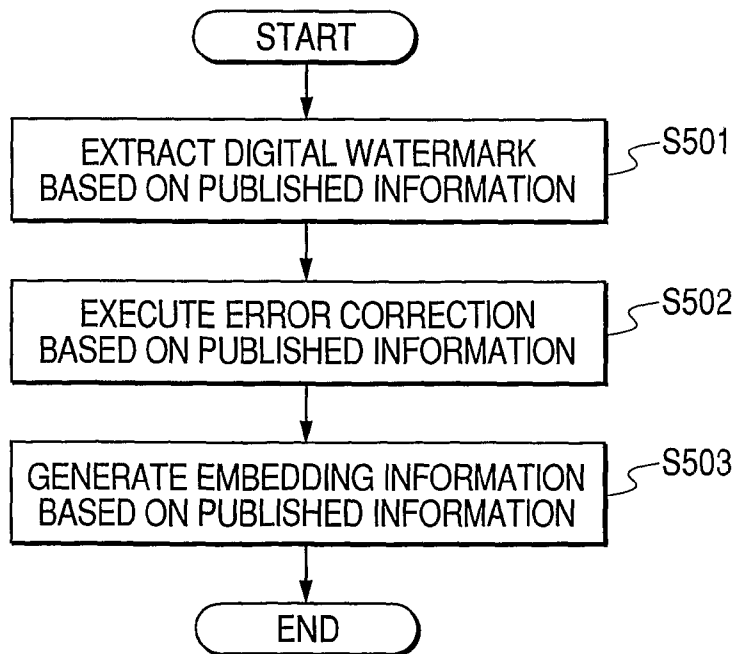 START
EXTRACT DIGITAL WATERMARK
BASED ON PUBLISHED INFORMATION
S501
EXECUTE ERROR CORRECTION
BASED ON PUBLISHED INFORMATION
S502
GENERATE EMBEDDING INFORMATION
BASED ON PUBLISHED INFORMATION
S503
END